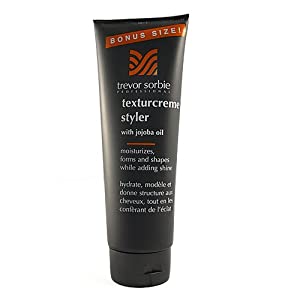 BONUS SIZE!
trevor sorbie
PROFESSIONAL
texturcreme
styler
with jojoba oil
moisturizes,
forms and shapes
while adding shine
hydrate, modèle et
donne structure aux
cheveux, tout en les
conférant de l'éclat